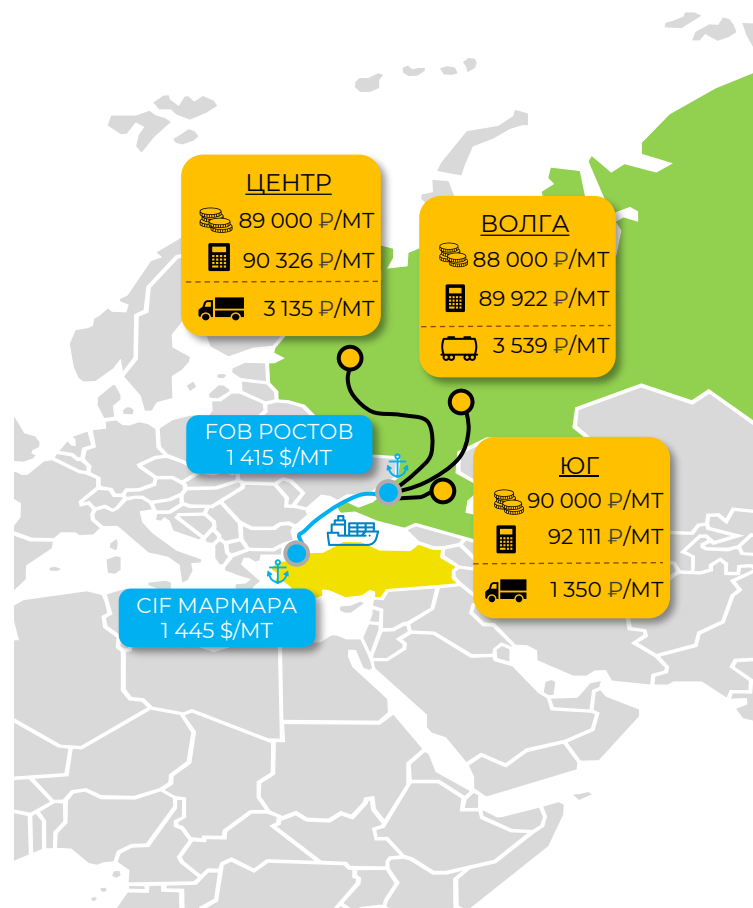 ЦЕНТР
89 000 ₽/МТ
90 326 ₽/МТ
3 135 ₽/МТ
ВОЛГА
88 000 ₽/МТ
89 922 ₽/МТ
3 539 ₽/МТ
FОВ РОСТОВ
1 415 $/МТ
ЮГ
90 000 ₽/МТ
92 111 ₽/МТ
1 350 ₽/МТ
CIF МАРМАРА
1 445 $/МТ